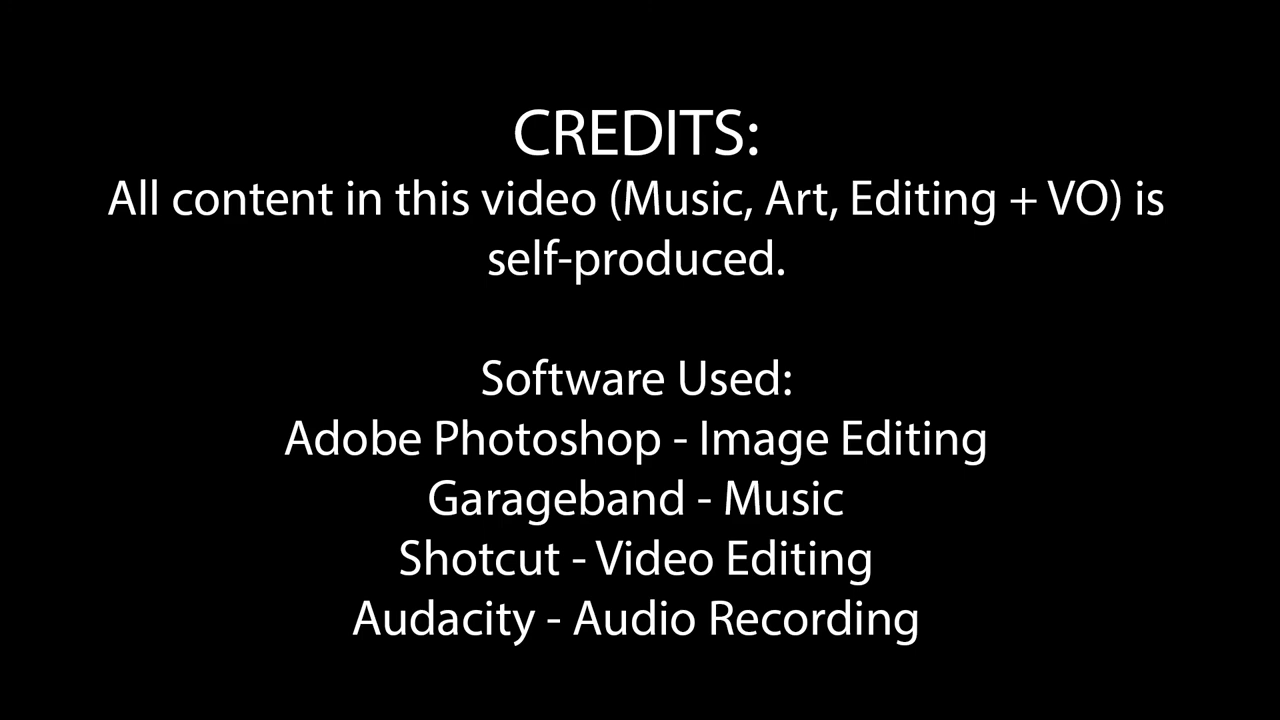 CREDITS:
All content in this video (Music, Art, Editing + VO) is
self-produced.
Software Used:
Adobe Photoshop - Image Editing
Garageband - Music
Shotcut - Video Editing
Audacity - Audio Recording